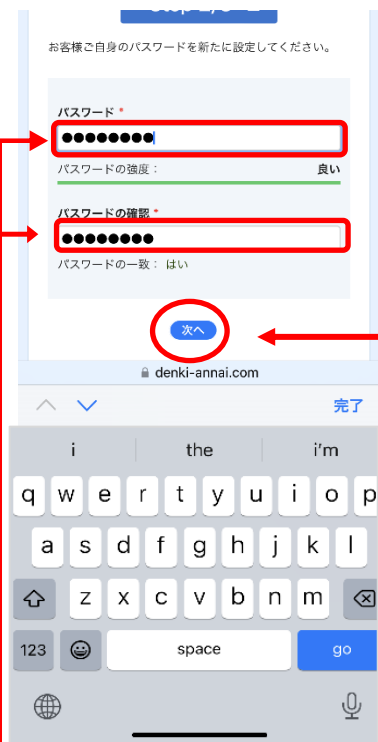 お客様ご自身のパスワードを新たに設定してください。
パスワード *
●●●●●●●●
パスワードの強度： 良い
パスワードの確認 *
●●●●●●●●
パスワードの一致： はい
次へ
denki-annai.com
完了
i the i'm
q w e r t y u i o p
a s d f g h j k l
z x c v b n m
123 space go